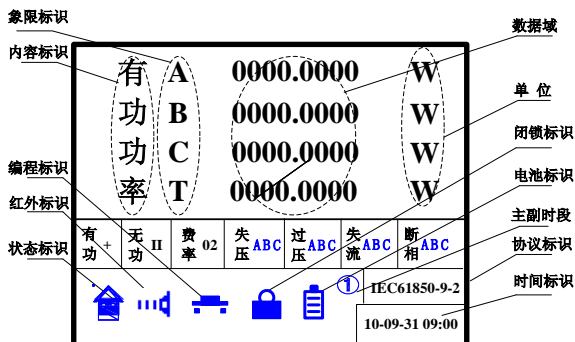 象限标识
内容标识
编程标识
红外标识
状态标识
有 A 0000.0000 W
功 B 0000.0000 W
功 C 0000.0000 W
率 T 0000.0000 W
有功 + 无功 II 费率 02 失压 ABC 过压 ABC 失流 ABC 断相 ABC
① IEC61850-9-2
10-09-31 09:00
数据域
单 位
闭锁标识
电池标识
主副时段
协议标识
时间标识